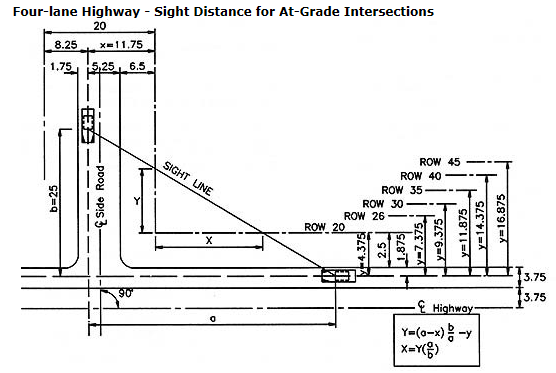 Four-lane Highway - Sight Distance for At-Grade Intersections
20
8.25
x=11.75
1.75
5.25
6.5
ROW 45
SIGHT LINE
ROW 40
ROW 35
b=25
℄ Side Road
Y
ROW 30
ROW 26
ROW 20
X
y=4.375
2.5
1.875
y=7.375
y=9.375
y=11.875
y=14.375
y=16.875
3.75
90°
℄ Highway
3.75
a
Y=(a-x) b/a -y
X=Y(a/b)